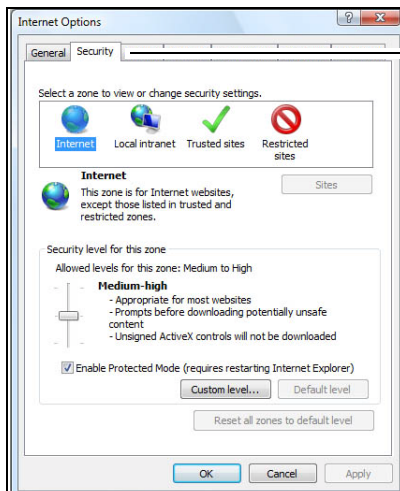 Internet Options
General Security
Select a zone to view or change security settings.
Internet Local intranet Trusted sites Restricted
sites
Internet
Sites
This zone is for Internet websites,
except those listed in trusted and
restricted zones.
Security level for this zone
Allowed levels for this zone: Medium to High
Medium-high
- Appropriate for most websites
- Prompts before downloading potentially unsafe
content
- Unsigned ActiveX controls will not be downloaded
Enable Protected Mode (requires restarting Internet Explorer)
Custom level... Default level
Reset all zones to default level
OK Cancel Apply